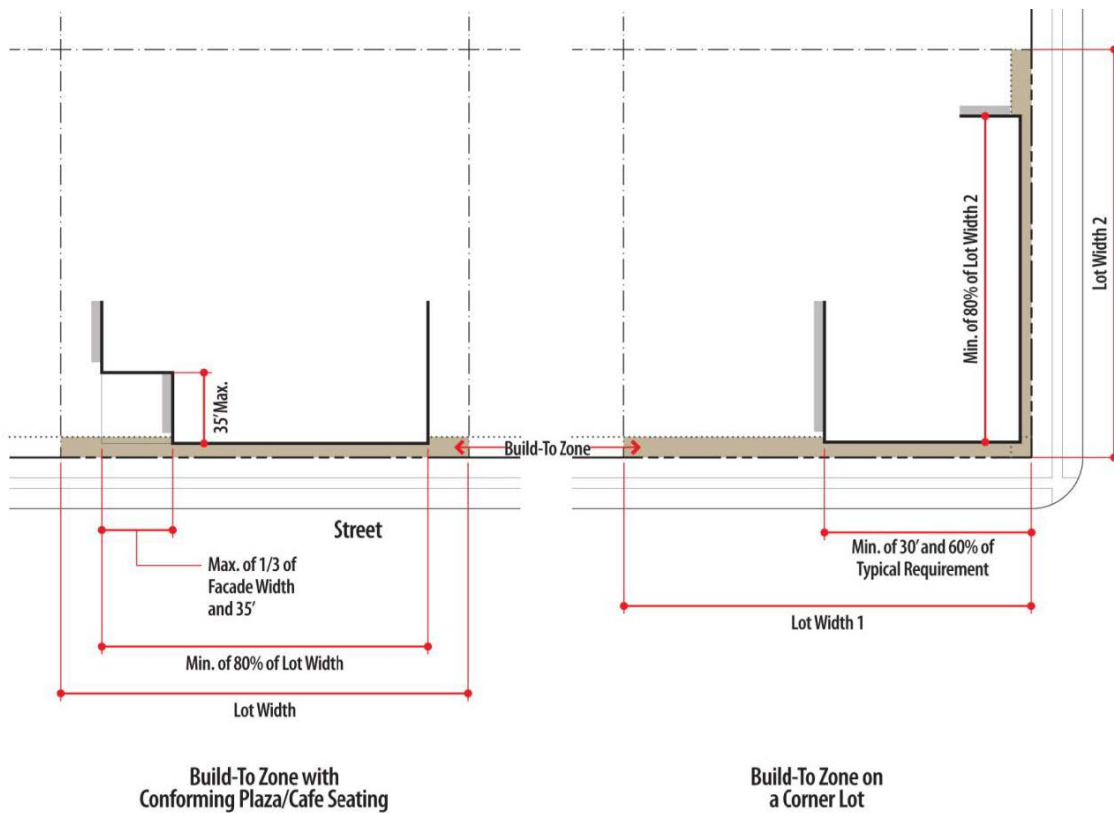 35' Max.
Build-To Zone
Street
Max. of 1/3 of
Facade Width
and 35'
Min. of 80% of Lot Width
Lot Width
Build-To Zone with
Conforming Plaza/Cafe Seating
Min. of 80% of Lot Width 2
Lot Width 2
Min. of 30' and 60% of
Typical Requirement
Lot Width 1
Build-To Zone on
a Corner Lot